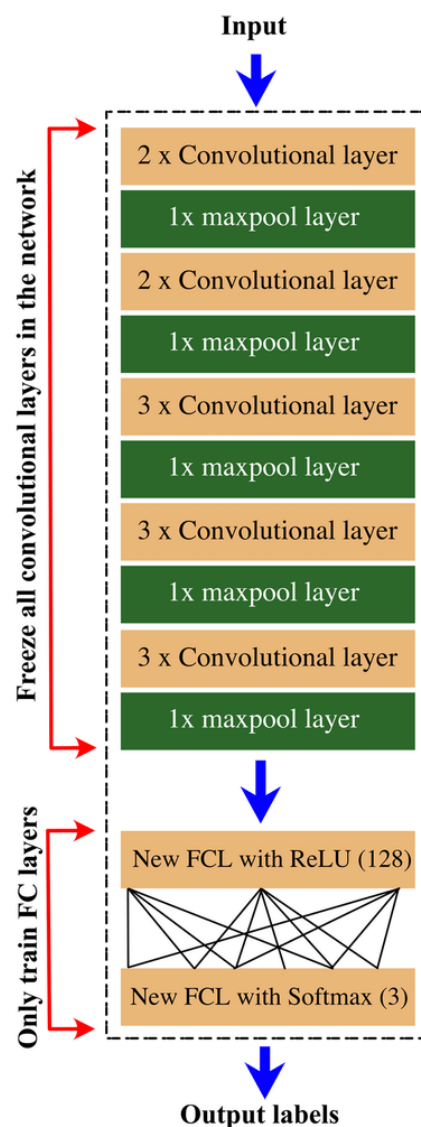 Input
Freeze all convolutional layers in the network
2 x Convolutional layer
1x maxpool layer
2 x Convolutional layer
1x maxpool layer
3 x Convolutional layer
1x maxpool layer
3 x Convolutional layer
1x maxpool layer
3 x Convolutional layer
1x maxpool layer
Only train FC layers
New FCL with ReLU (128)
New FCL with Softmax (3)
Output labels